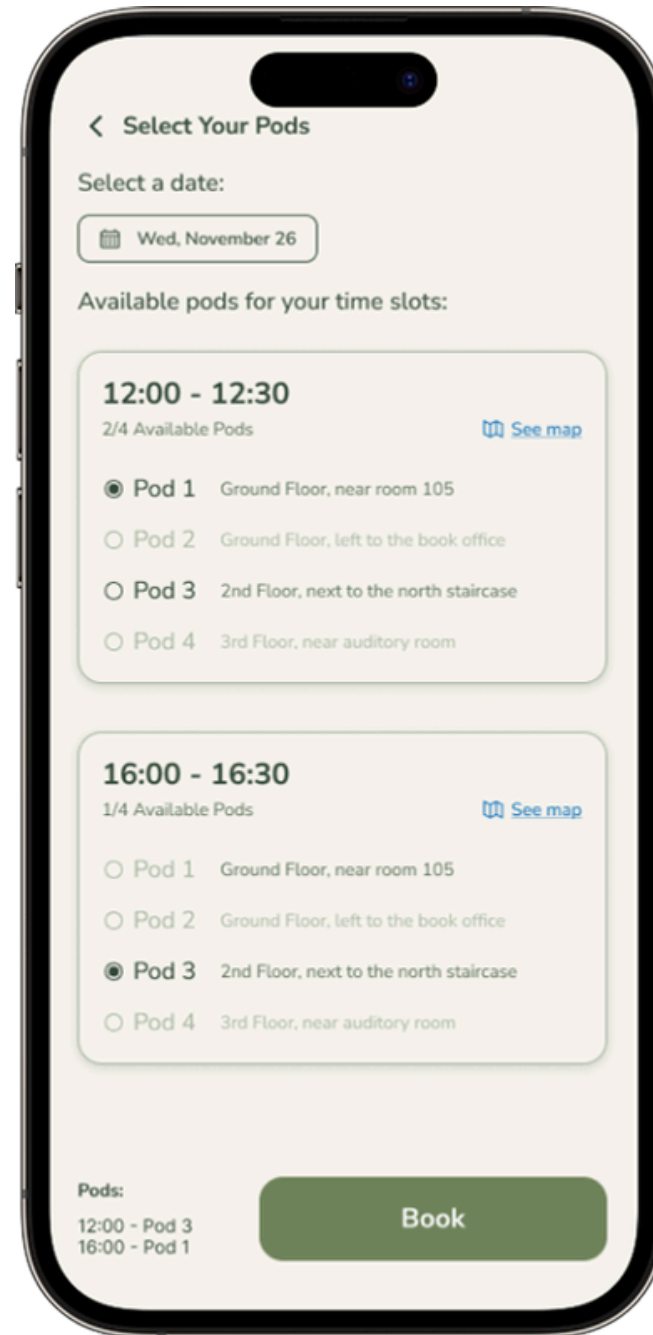 Select Your Pods
Select a date:
Wed, November 26
Available pods for your time slots:
12:00 - 12:30
2/4 Available Pods
See map
Pod 1 Ground Floor, near room 105
Pod 2 Ground Floor, left to the book office
Pod 3 2nd Floor, next to the north staircase
Pod 4 3rd Floor, near auditory room
16:00 - 16:30
1/4 Available Pods
See map
Pod 1 Ground Floor, near room 105
Pod 2 Ground Floor, left to the book office
Pod 3 2nd Floor, next to the north staircase
Pod 4 3rd Floor, near auditory room
Pods:
12:00 - Pod 3
16:00 - Pod 1
Book